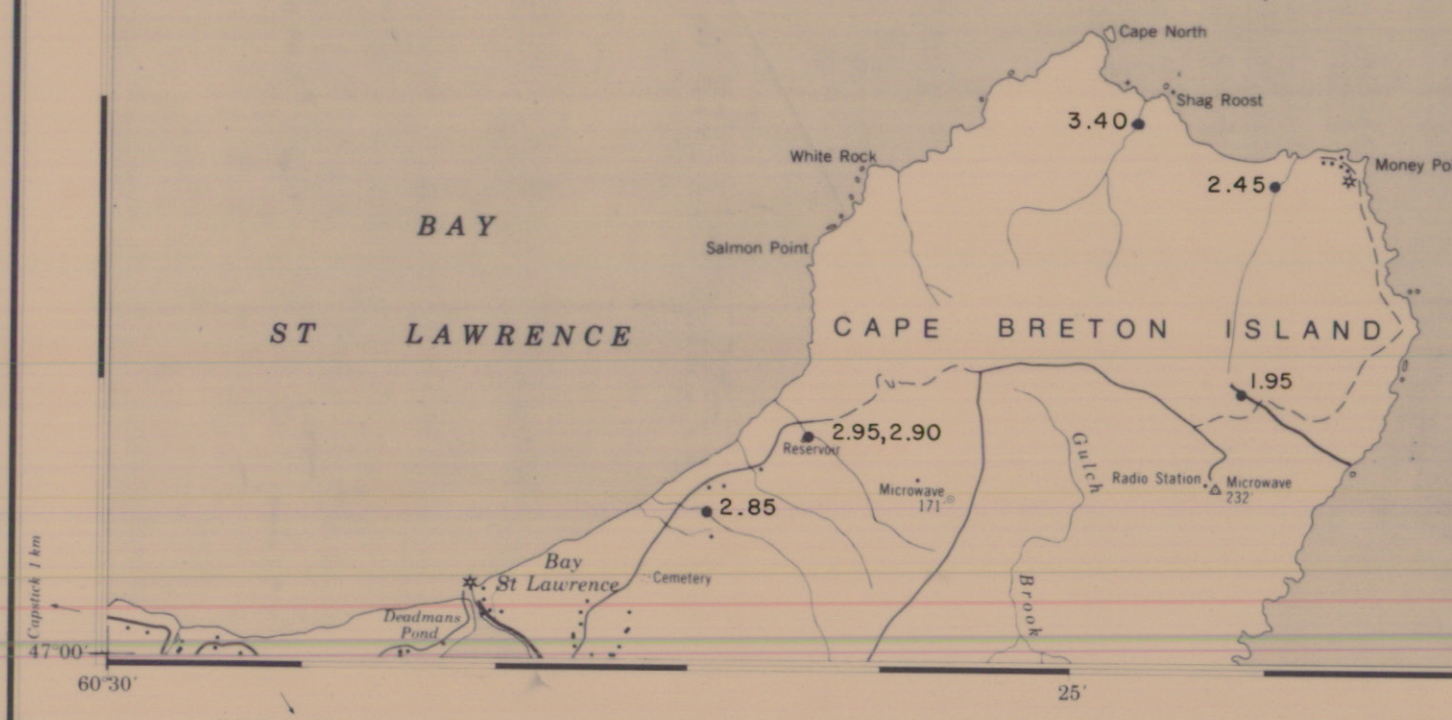 Cape North
Shag Roost
3.40
White Rock
Money Po
2.45
BAY
Salmon Point
ST LAWRENCE
CAPE BRETON ISLAND
1.95
2.95,2.90
Reservoir
Gulch
Radio Station
Microwave
232
Microwave
171
2.85
Bay
St Lawrence
Cemetery
Capstick 1 km
Deadmans
Pond
Brook
47°00'
60°30'
25'